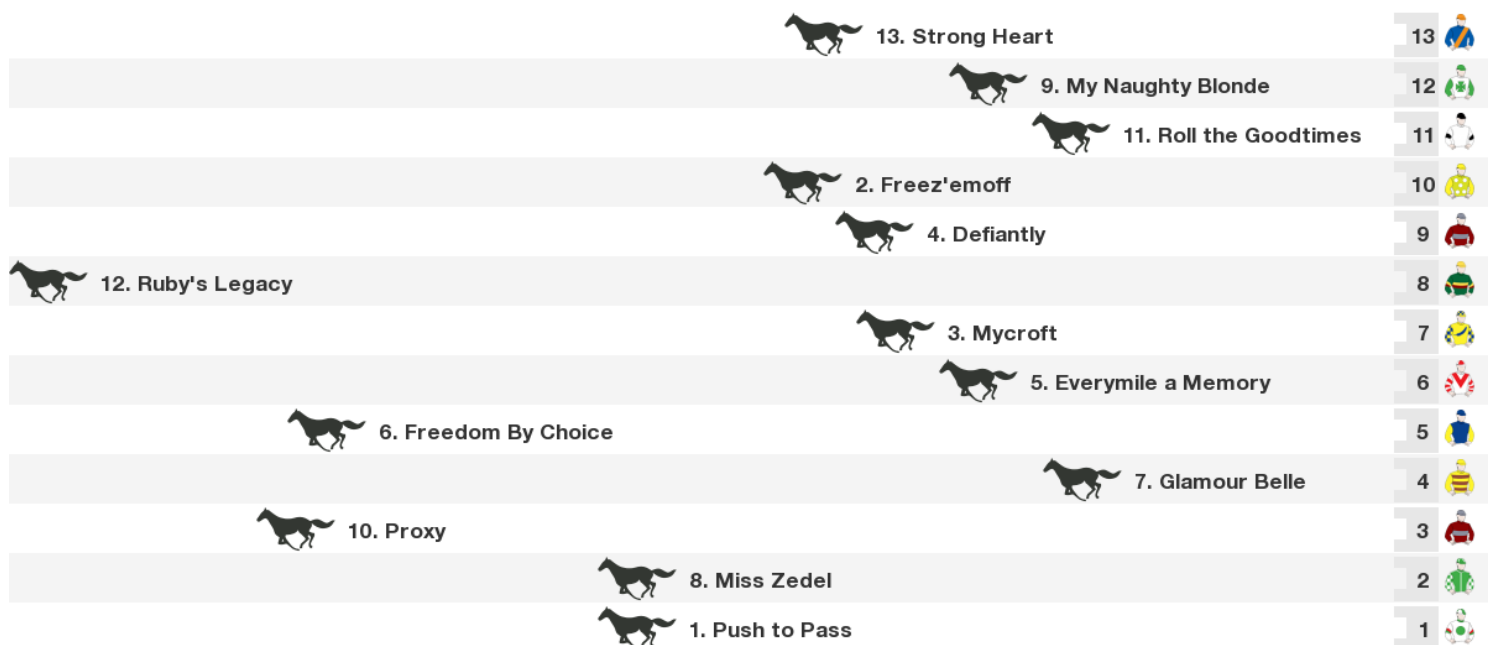 13. Strong Heart 13
9. My Naughty Blonde 12
11. Roll the Goodtimes 11
2. Freez'emoff 10
4. Defiantly 9
12. Ruby's Legacy 8
3. Mycroft 7
5. Everymile a Memory 6
6. Freedom By Choice 5
7. Glamour Belle 4
10. Proxy 3
8. Miss Zedel 2
1. Push to Pass 1